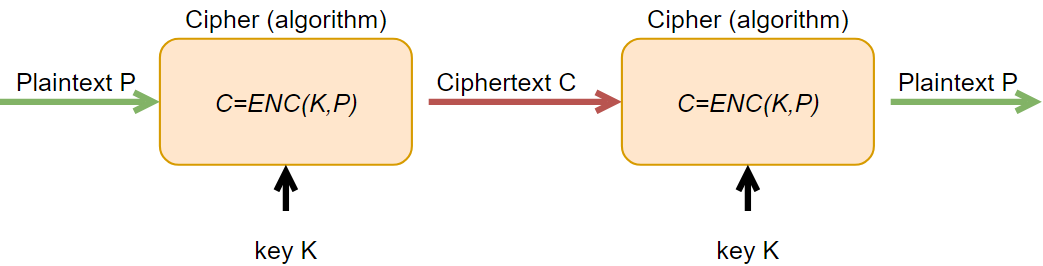 Cipher (algorithm)
Cipher (algorithm)
Plaintext P
C=ENC(K,P)
Ciphertext C
C=ENC(K,P)
Plaintext P
key K
key K